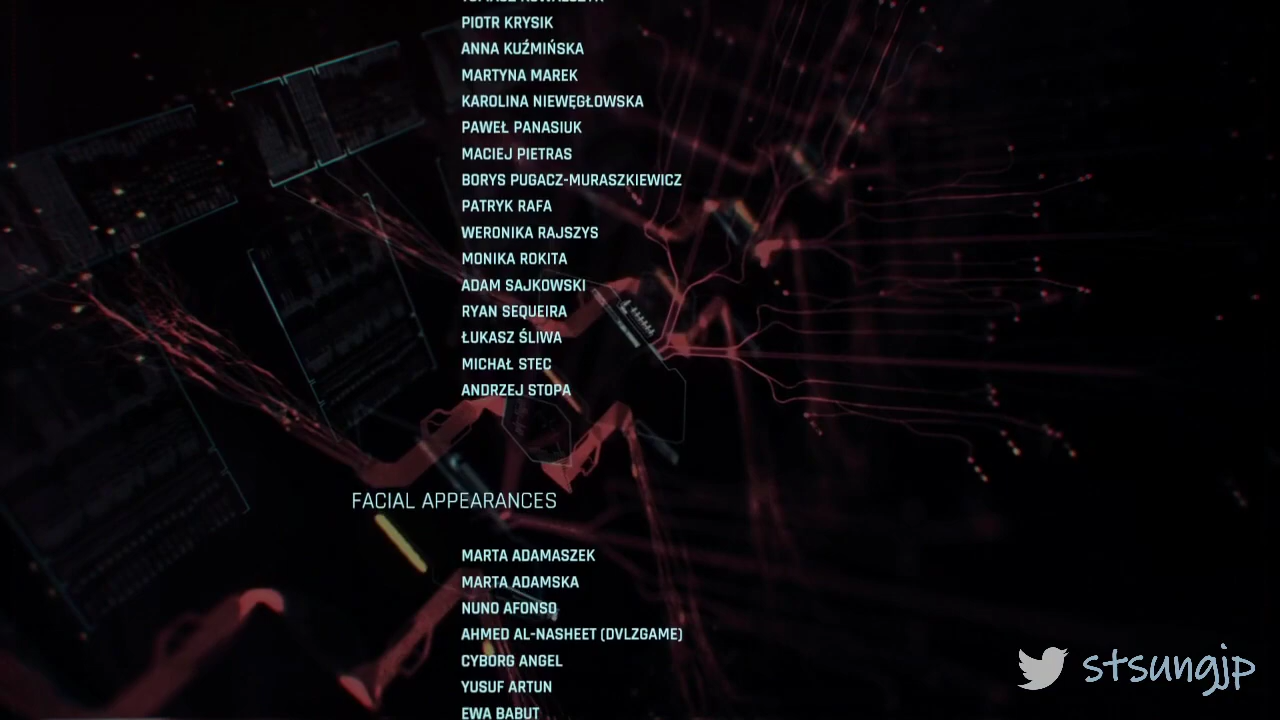 PIOTR KRYSIK
ANNA KUŹMIŃSKA
MARTYNA MAREK
KAROLINA NIEWĘGŁOWSKA
PAWEŁ PANASIUK
MACIEJ PIETRAS
BORYS PUGACZ-MURASZKIEWICZ
PATRYK RAFA
WERONIKA RAJSZYS
MONIKA ROKITA
ADAM SAJKOWSKI
RYAN SEQUEIRA
ŁUKASZ ŚLIWA
MICHAŁ STEC
ANDRZEJ STOPA
FACIAL APPEARANCES
MARTA ADAMASZEK
MARTA ADAMSKA
NUNO AFONSO
AHMED AL-NASHEET (DVLZGAME)
CYBORG ANGEL
YUSUF ARTUN
EWA BABUT
stsungjp